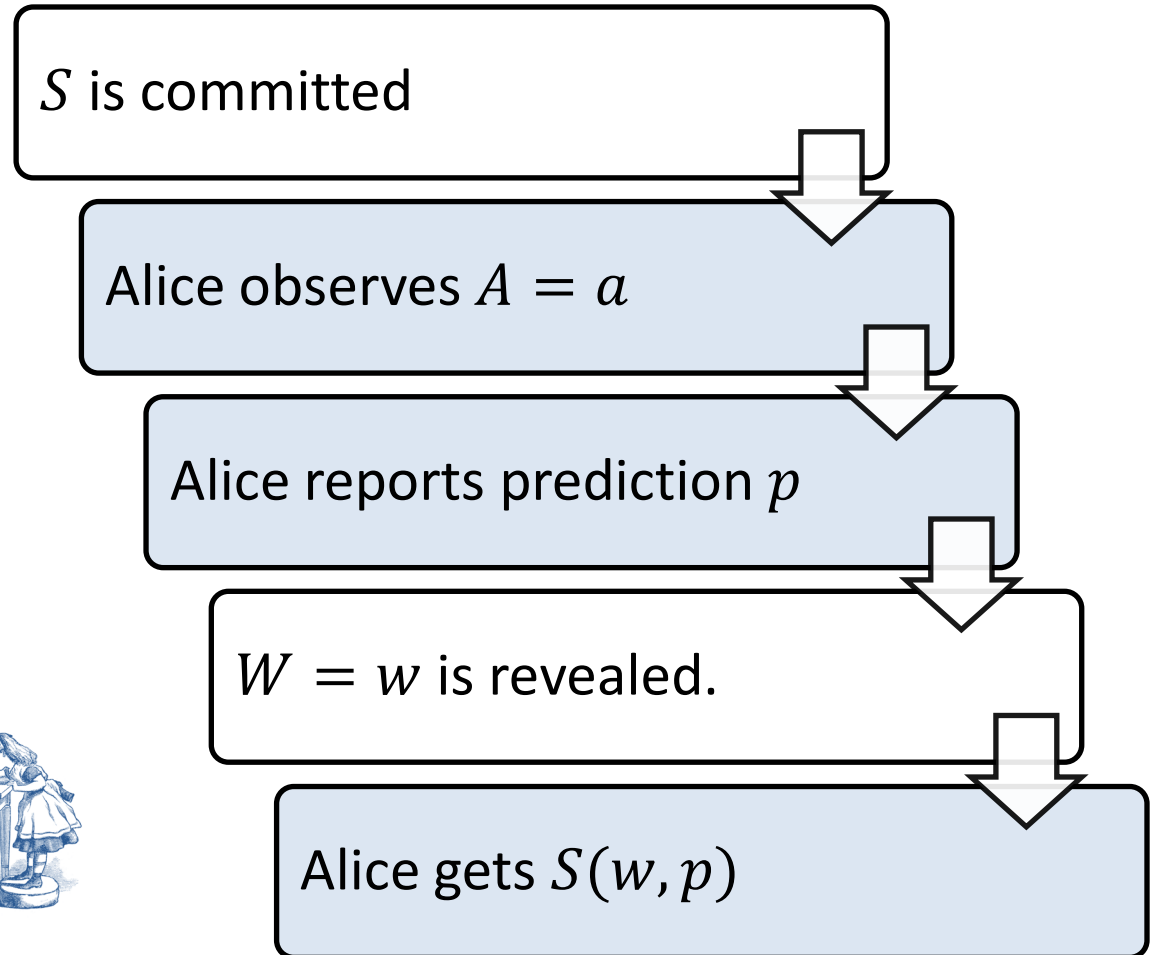 S is committed
Alice observes A = a
Alice reports prediction p
W = w is revealed.
Alice gets S(w, p)